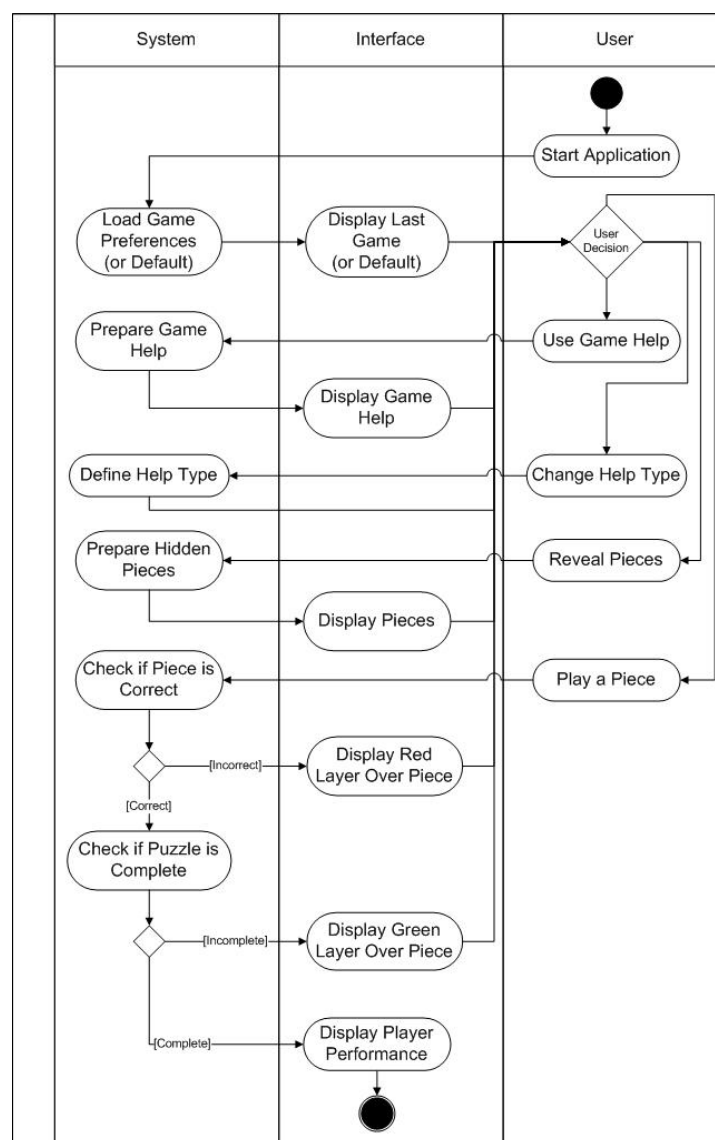 System
Interface
User
Start Application
Load Game
Preferences
(or Default)
Display Last
Game
(or Default)
User
Decision
Prepare Game
Help
Use Game Help
Display Game
Help
Define Help Type
Change Help Type
Prepare Hidden
Pieces
Reveal Pieces
Display Pieces
Check if Piece is
Correct
Play a Piece
[Incorrect]
Display Red
Layer Over Piece
[Correct]
Check if Puzzle is
Complete
[Incomplete]
Display Green
Layer Over Piece
[Complete]
Display Player
Performance